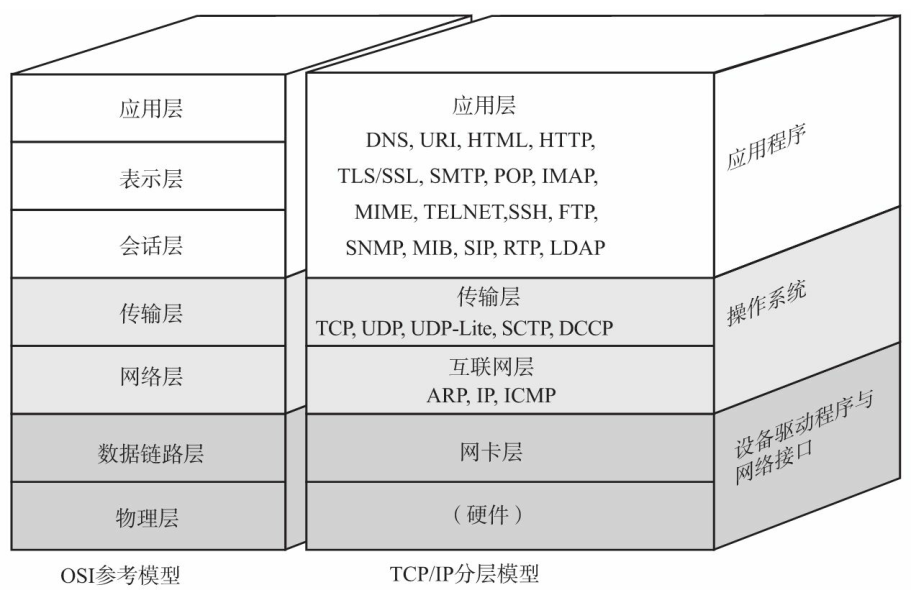 应用层
表示层
会话层
传输层
网络层
数据链路层
物理层
OSI参考模型
应用层
DNS, URI, HTML, HTTP,
TLS/SSL, SMTP, POP, IMAP,
MIME, TELNET,SSH, FTP,
SNMP, MIB, SIP, RTP, LDAP
传输层
TCP, UDP, UDP-Lite, SCTP, DCCP
互联网层
ARP, IP, ICMP
网卡层
（硬件）
TCP/IP分层模型
应用程序
操作系统
设备驱动程序与
网络接口